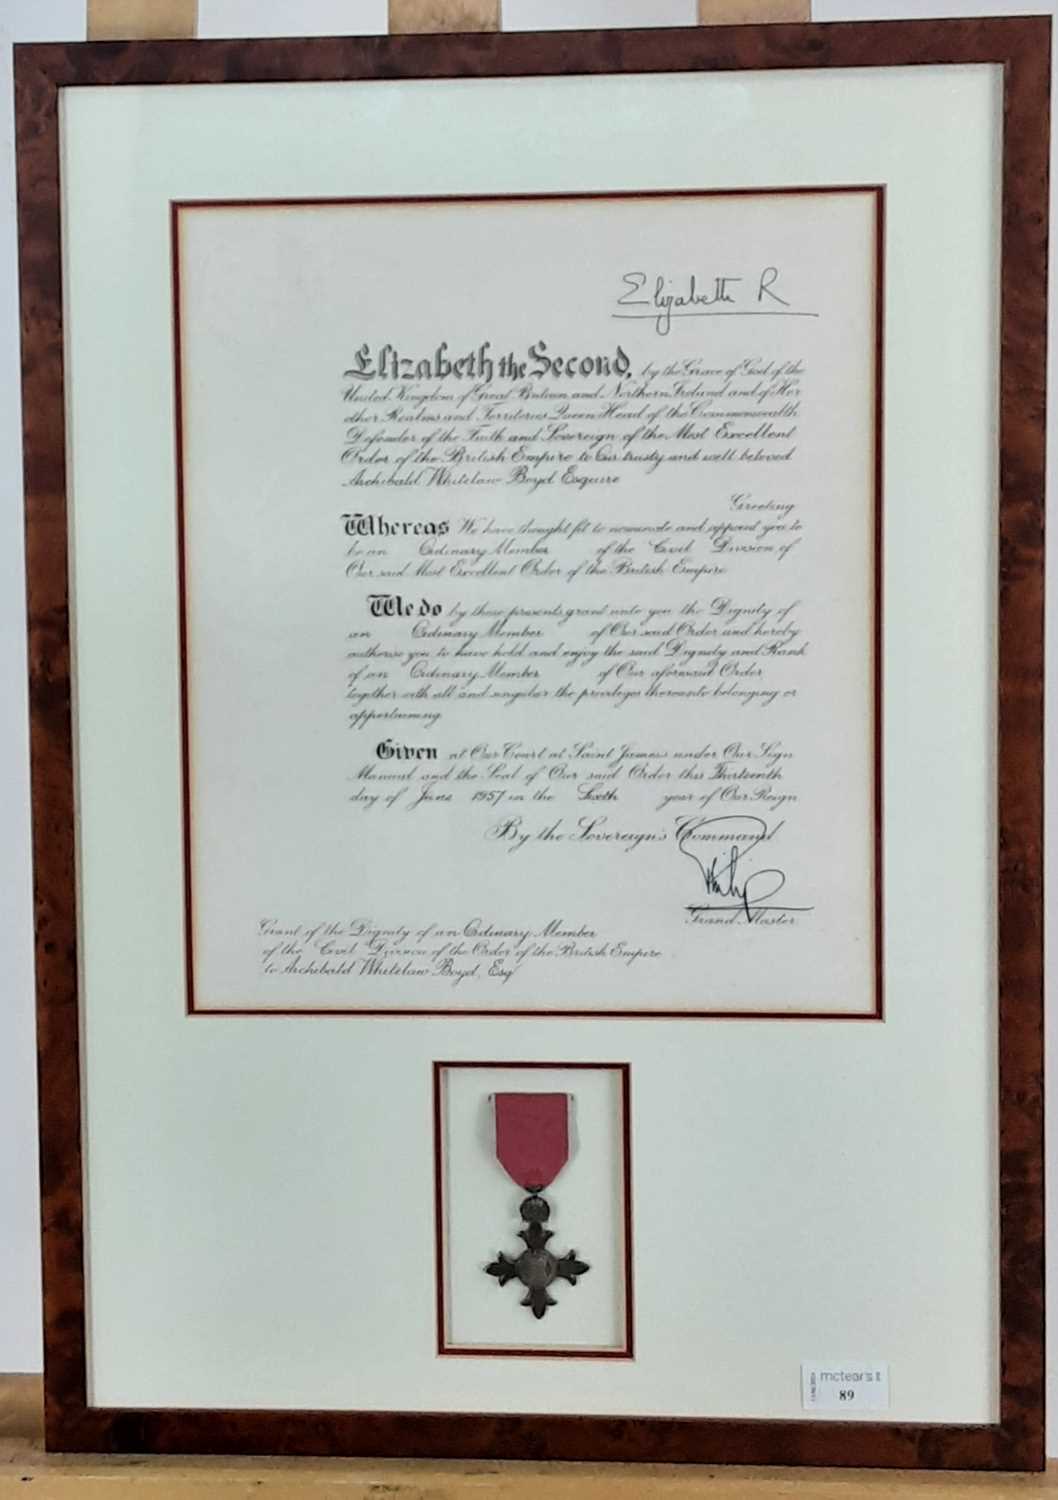 Elizabeth R
Elizabeth the Second, by the Grace of God of the
United Kingdom of Great Britain and Northern Ireland and of Her
other Realms and Territories Queen Head of the Commonwealth
Defender of the Faith and Sovereign of the Most Excellent
Order of the British Empire to Our trusty and well beloved
Archibald Whitelaw Boyd Esquire
Greeting
Whereas We have thought fit to nominate and appoint you to
be an Ordinary Member of the Civil Division of
Our said Most Excellent Order of the British Empire
We do by these presents grant unto you the Dignity of
an Ordinary Member of Our said Order and hereby
authorise you to have hold and enjoy the said Dignity and Rank
of an Ordinary Member of Our aforesaid Order
together with all and singular the privileges thereunto belonging or
appertaining
Given at Our Court at Saint James's under Our Sign
Manual and the Seal of Our said Order this Thirteenth
day of June 1957 in the Sixth year of Our Reign
By the Sovereign's Command.
Philip
Grand Master
Grant of the Dignity of an Ordinary Member
of the Civil Division of the Order of the British Empire
to Archibald Whitelaw Boyd, Esq
mctear's
89